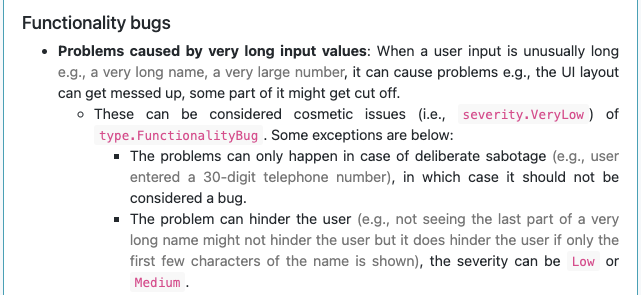 Functionality bugs
• Problems caused by very long input values: When a user input is unusually long
e.g., a very long name, a very large number, it can cause problems e.g., the UI layout
can get messed up, some part of it might get cut off.
◦ These can be considered cosmetic issues (i.e., severity.VeryLow) of
type.FunctionalityBug. Some exceptions are below:
▪ The problems can only happen in case of deliberate sabotage (e.g., user
entered a 30-digit telephone number), in which case it should not be
considered a bug.
▪ The problem can hinder the user (e.g., not seeing the last part of a very
long name might not hinder the user but it does hinder the user if only the
first few characters of the name is shown), the severity can be Low or
Medium.